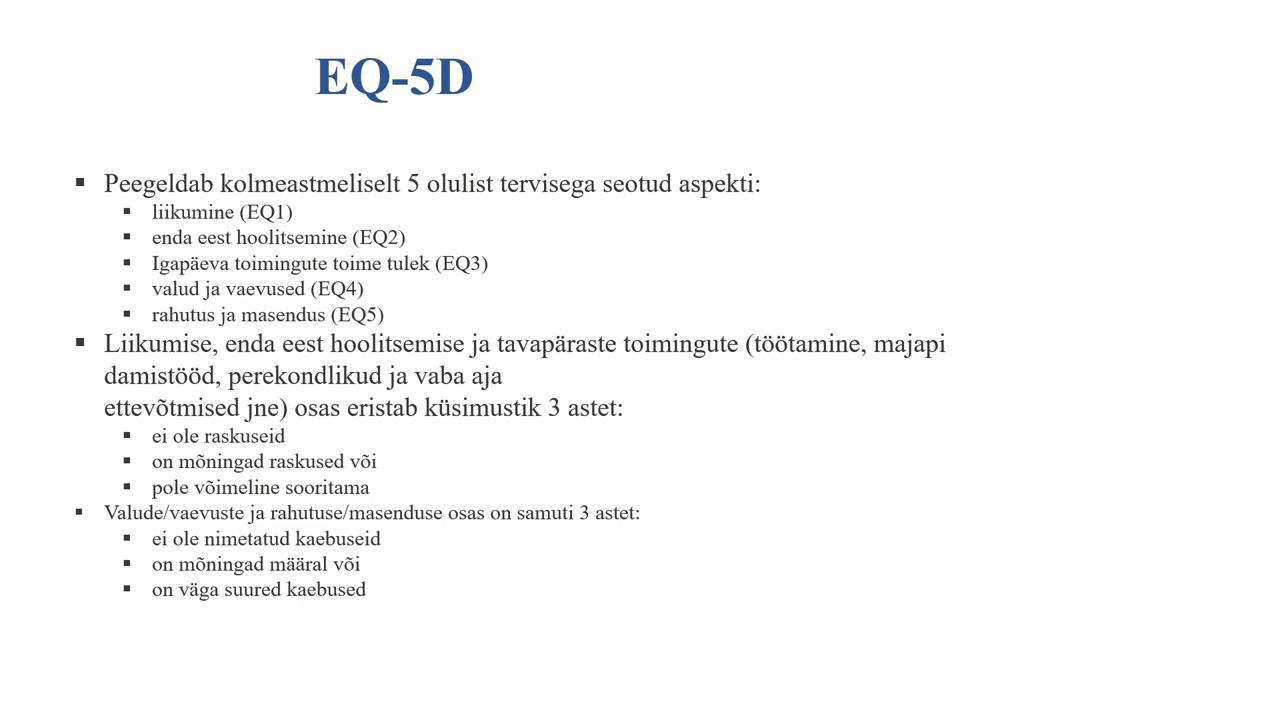 EQ-5D
▪ Peegeldab kolmeastmeliselt 5 olulist tervisega seotud aspekti:
▪ liikumine (EQ1)
▪ enda eest hoolitsemine (EQ2)
▪ Igapäeva toimingute toime tulek (EQ3)
▪ valud ja vaevused (EQ4)
▪ rahutus ja masendus (EQ5)
▪ Liikumise, enda eest hoolitsemise ja tavapäraste toimingute (töötamine, majapi
damistööd, perekondlikud ja vaba aja
ettevõtmised jne) osas eristab küsimustik 3 astet:
▪ ei ole raskuseid
▪ on mõningad raskused või
▪ pole võimeline sooritama
▪ Valude/vaevuste ja rahutuse/masenduse osas on samuti 3 astet:
▪ ei ole nimetatud kaebuseid
▪ on mõningad määral või
▪ on väga suured kaebused